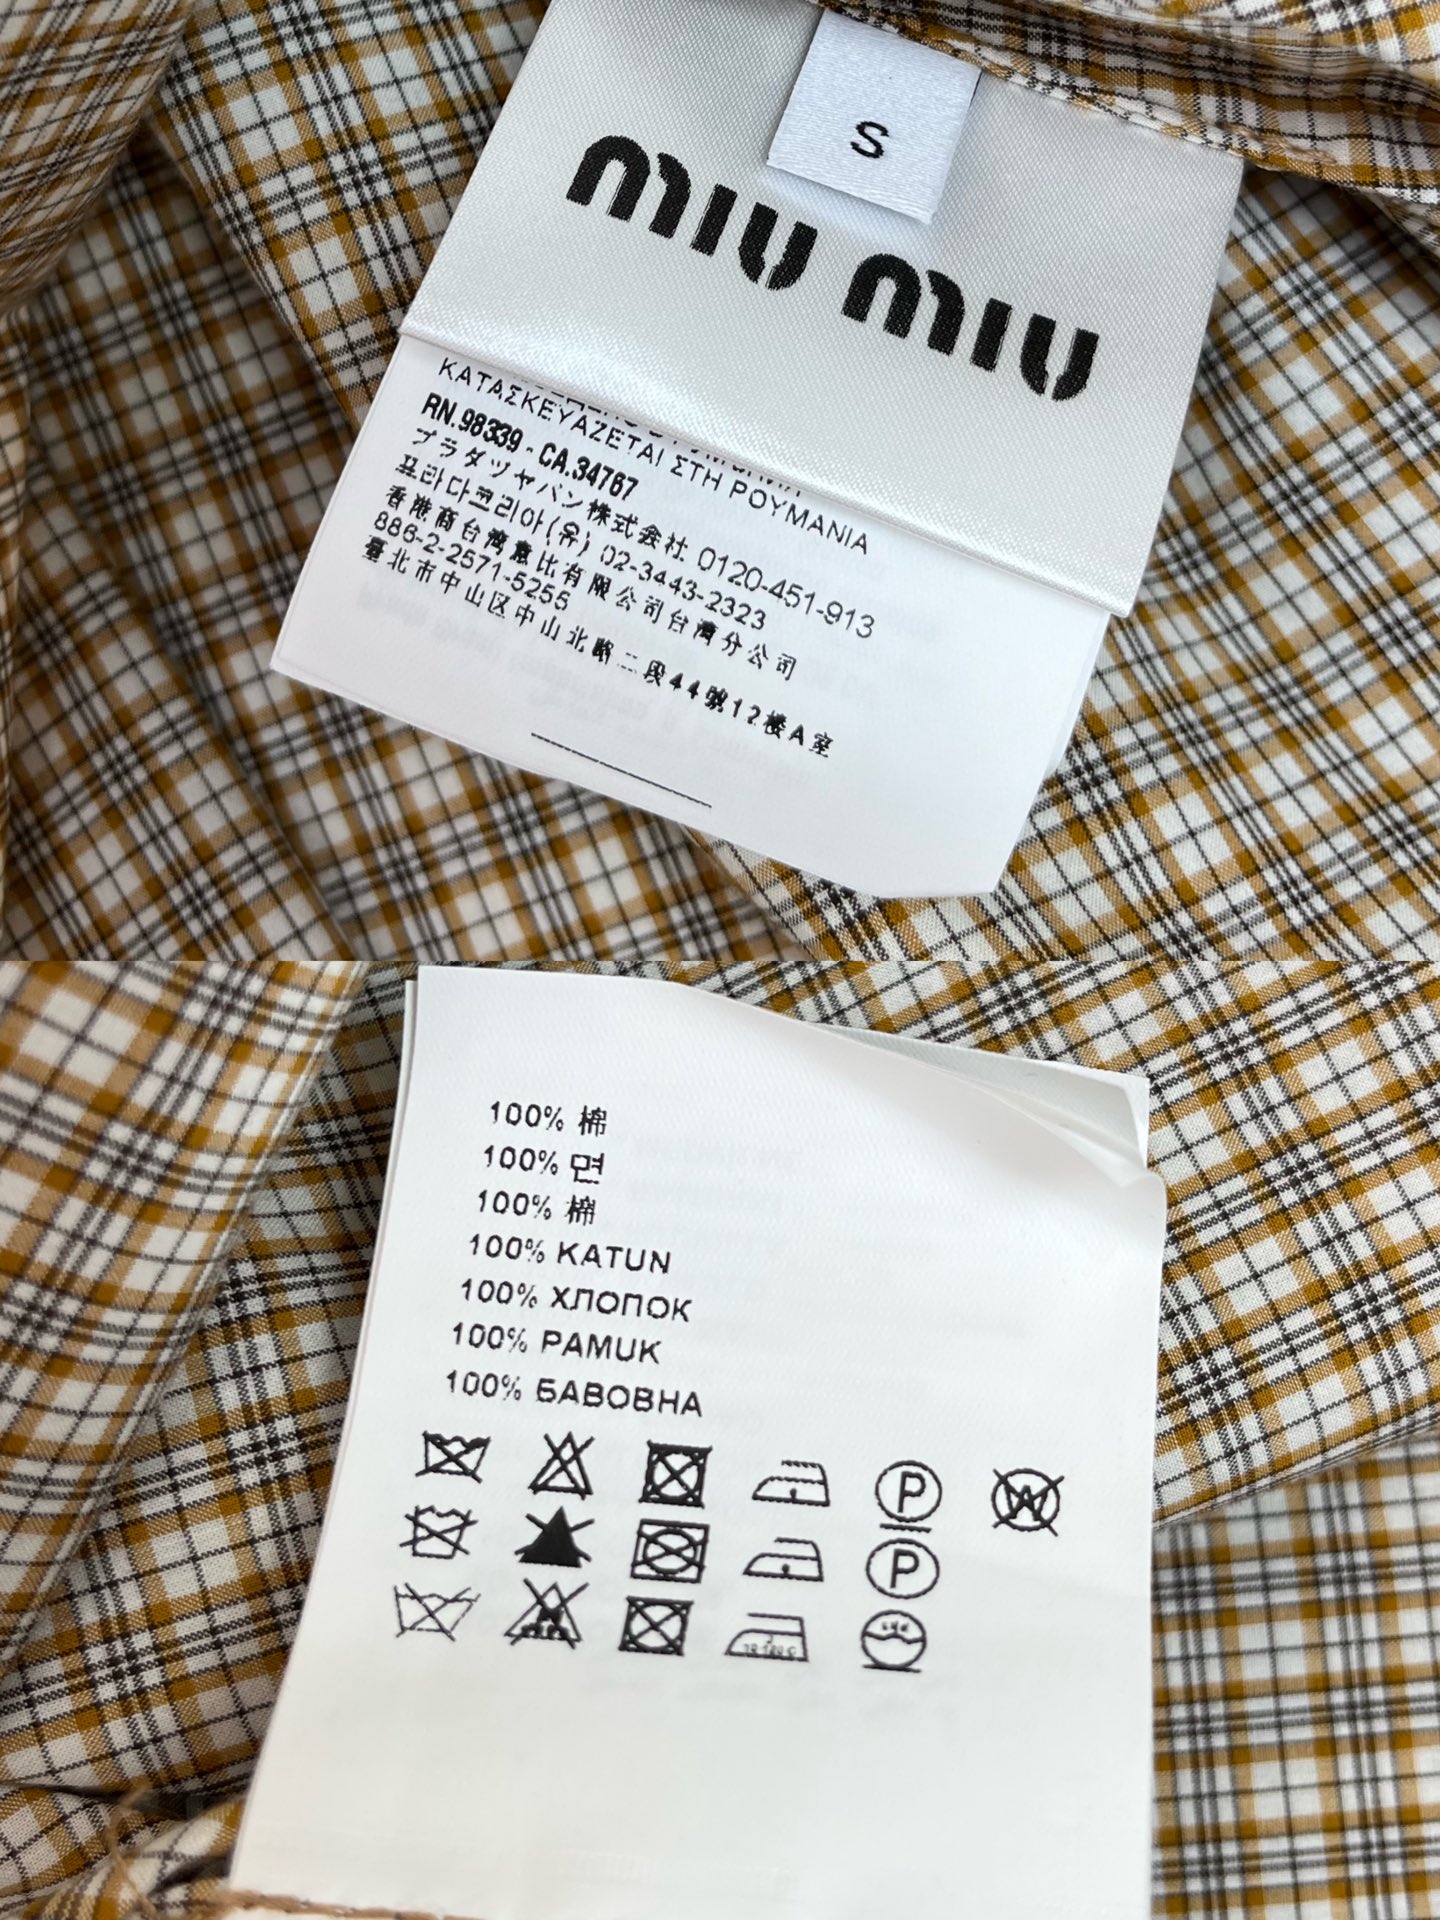 S
miu miu
ΚΑΤΑΣΚΕΥΑΖΕΤΑΙ ΣΤΗ ΡΟΥΜΑΝΙΑ
RN.98339 - CA.34767
プラダジャパン株式会社 0120-451-913
프라다코리아(유) 02-3443-2323
香港商台灣意比有限公司台灣分公司
886-2-2571-5255
臺北市中山区中山北路二段44號12楼A室
100% 棉
100% 면
100% 棉
100% KATUN
100% ХЛОПОК
100% PAMUK
100% БАВОВНА
P W
P